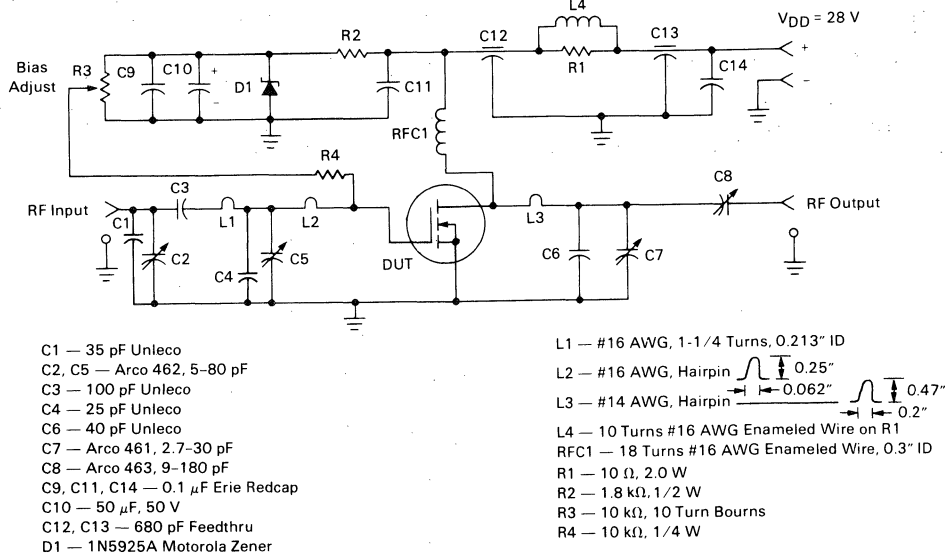 L4
V_DD = 28 V
R2
C12
C13
+
Bias
Adjust
R3
C9
C10
+
−
D1
C11
R1
C14
−
RFC1
R4
C3
C8
RF Input
L1
L2
L3
RF Output
C1
C2
C4
C5
DUT
C6
C7
C1 — 35 pF Unleco
C2, C5 — Arco 462, 5–80 pF
C3 — 100 pF Unleco
C4 — 25 pF Unleco
C6 — 40 pF Unleco
C7 — Arco 461, 2.7–30 pF
C8 — Arco 463, 9–180 pF
C9, C11, C14 — 0.1 μF Erie Redcap
C10 — 50 μF, 50 V
C12, C13 — 680 pF Feedthru
D1 — 1N5925A Motorola Zener
L1 — #16 AWG, 1-1/4 Turns, 0.213″ ID
L2 — #16 AWG, Hairpin 0.25″
0.062″
L3 — #14 AWG, Hairpin 0.47″
0.2″
L4 — 10 Turns #16 AWG Enameled Wire on R1
RFC1 — 18 Turns #16 AWG Enameled Wire, 0.3″ ID
R1 — 10 Ω, 2.0 W
R2 — 1.8 kΩ, 1/2 W
R3 — 10 kΩ, 10 Turn Bourns
R4 — 10 kΩ, 1/4 W